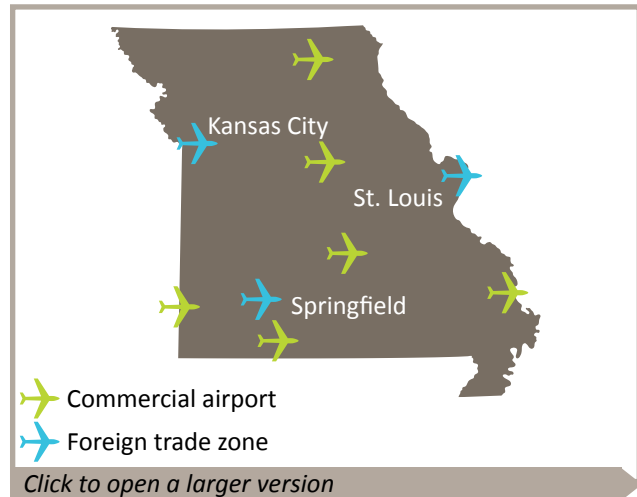 Kansas City
St. Louis
Springfield
Commercial airport
Foreign trade zone
Click to open a larger version